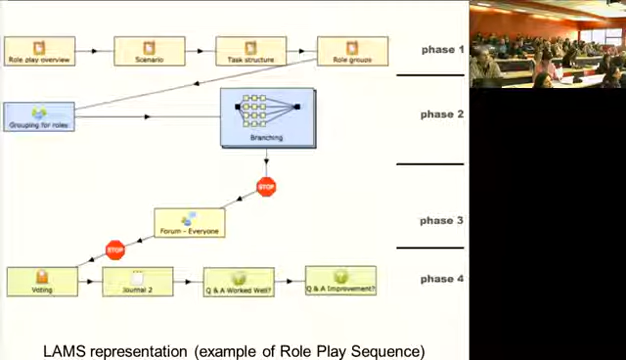 Role play overview
Scenario
Task structure
Role groups
phase 1
Grouping for roles
Branching
phase 2
STOP
Forum - Everyone
phase 3
STOP
Voting
Journal 2
Q & A Worked Well?
Q & A Improvement?
phase 4
LAMS representation (example of Role Play Sequence)